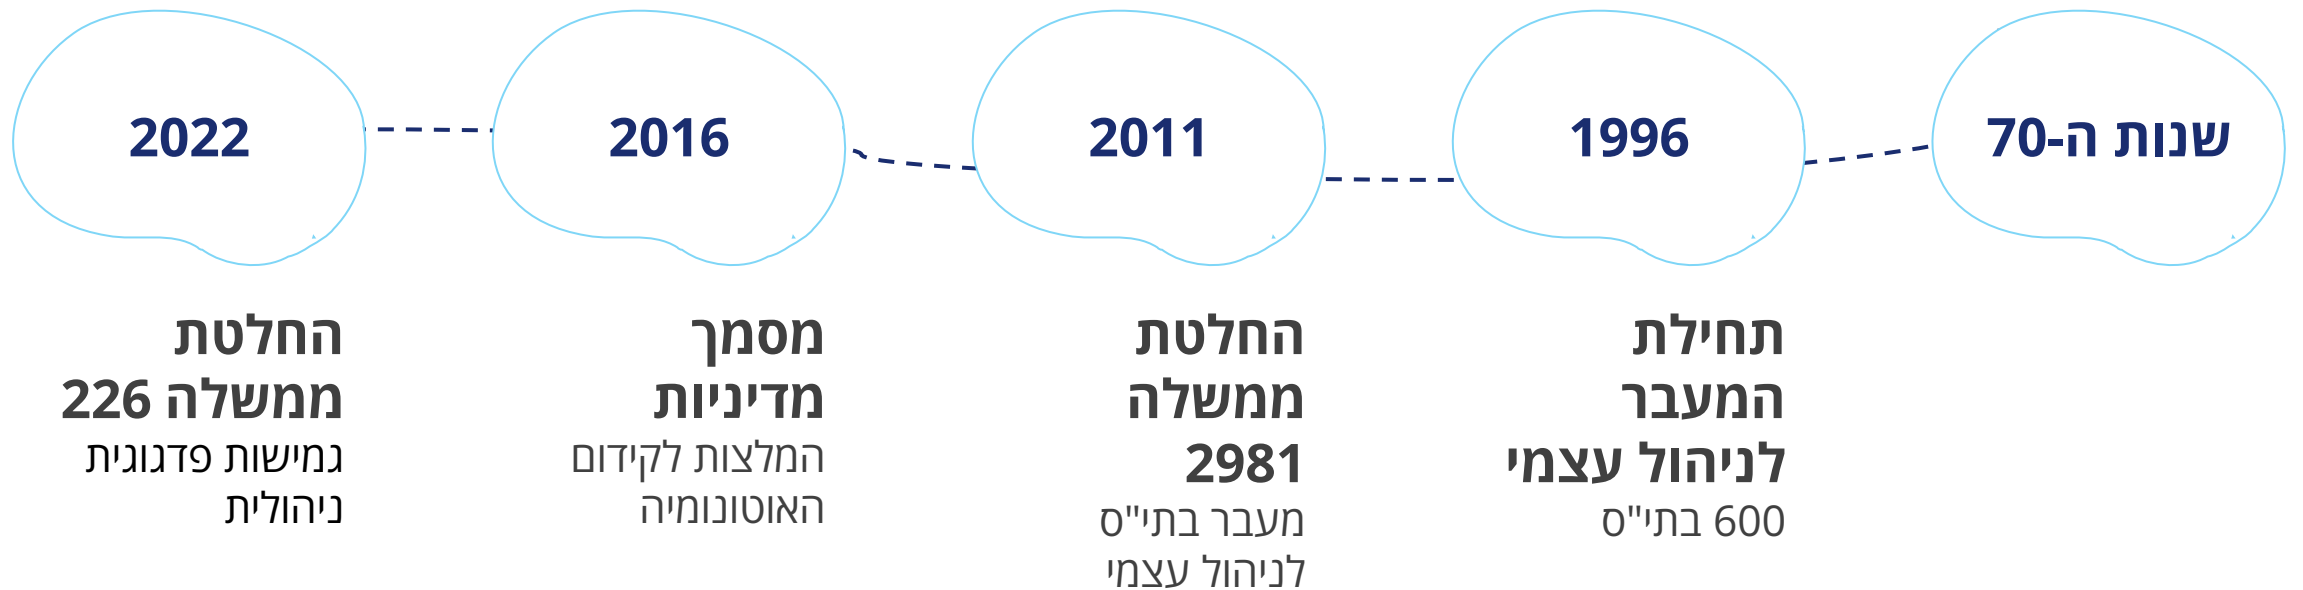 שנות ה-70
1996
תחילת
המעבר
לניהול עצמי
600 בתי"ס
2011
החלטת
ממשלה
2981
מעבר בתי"ס
לניהול עצמי
2016
מסמך
מדיניות
המלצות לקידום
האוטונומיה
2022
החלטת
ממשלה 226
גמישות פדגוגית
ניהולית